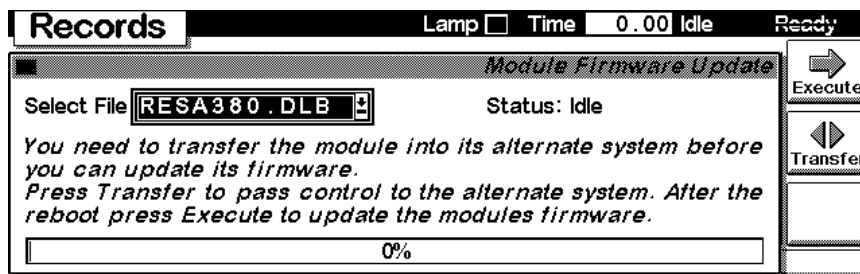 Records Lamp Time 0.00 Idle Ready
Module Firmware Update
Select File RESA380.DLB Status: Idle
Execute
You need to transfer the module into its alternate system before
you can update its firmware.
Press Transfer to pass control to the alternate system. After the
reboot press Execute to update the modules firmware.
Transfer
0%